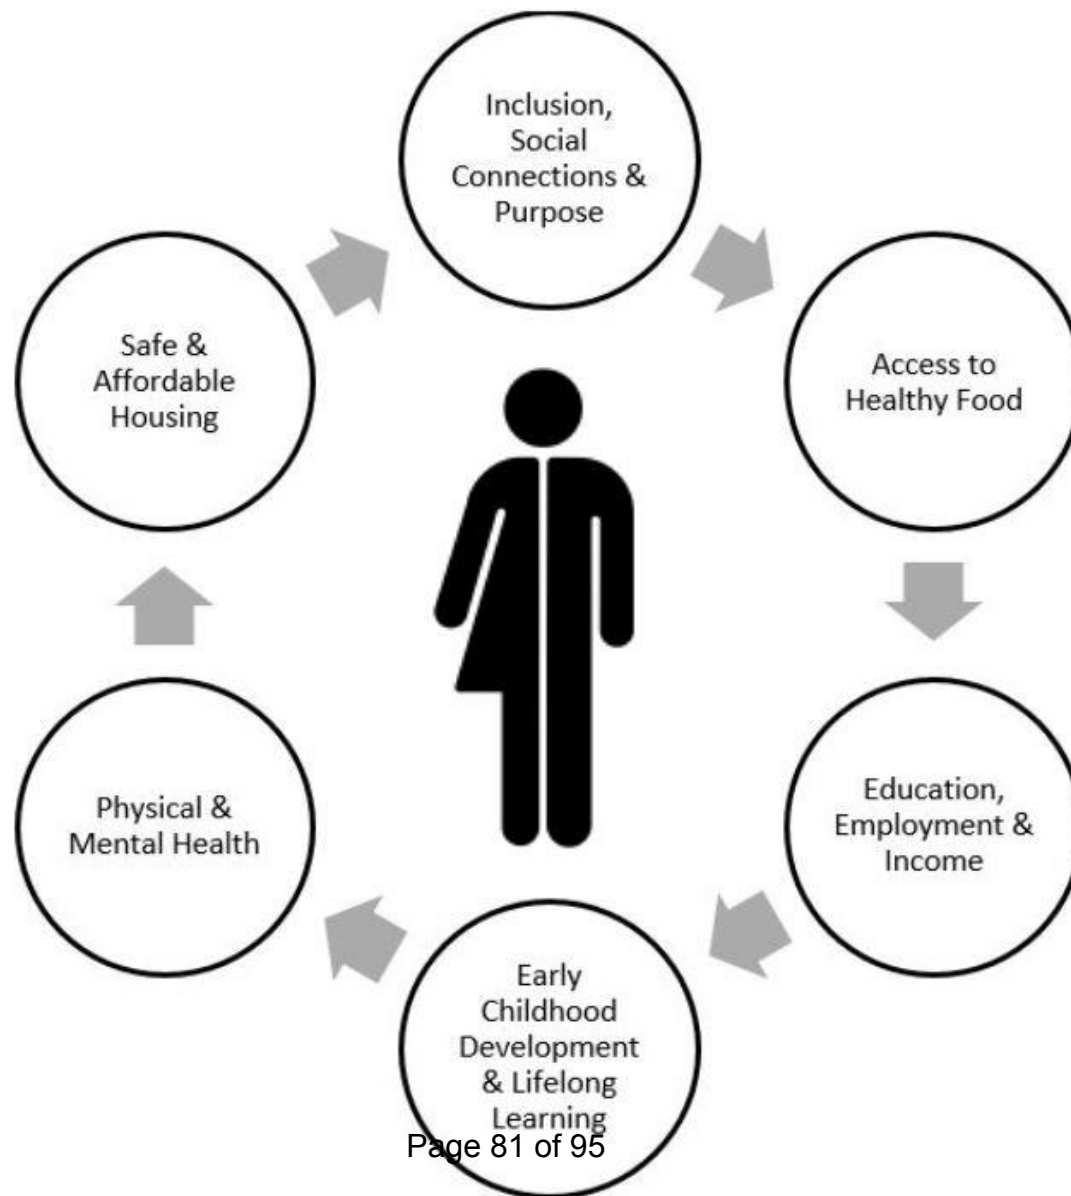 Inclusion,
Social
Connections &
Purpose
Access to
Healthy Food
Education,
Employment &
Income
Early
Childhood
Development
& Lifelong
Learning
Physical &
Mental Health
Safe &
Affordable
Housing
Page 81 of 95